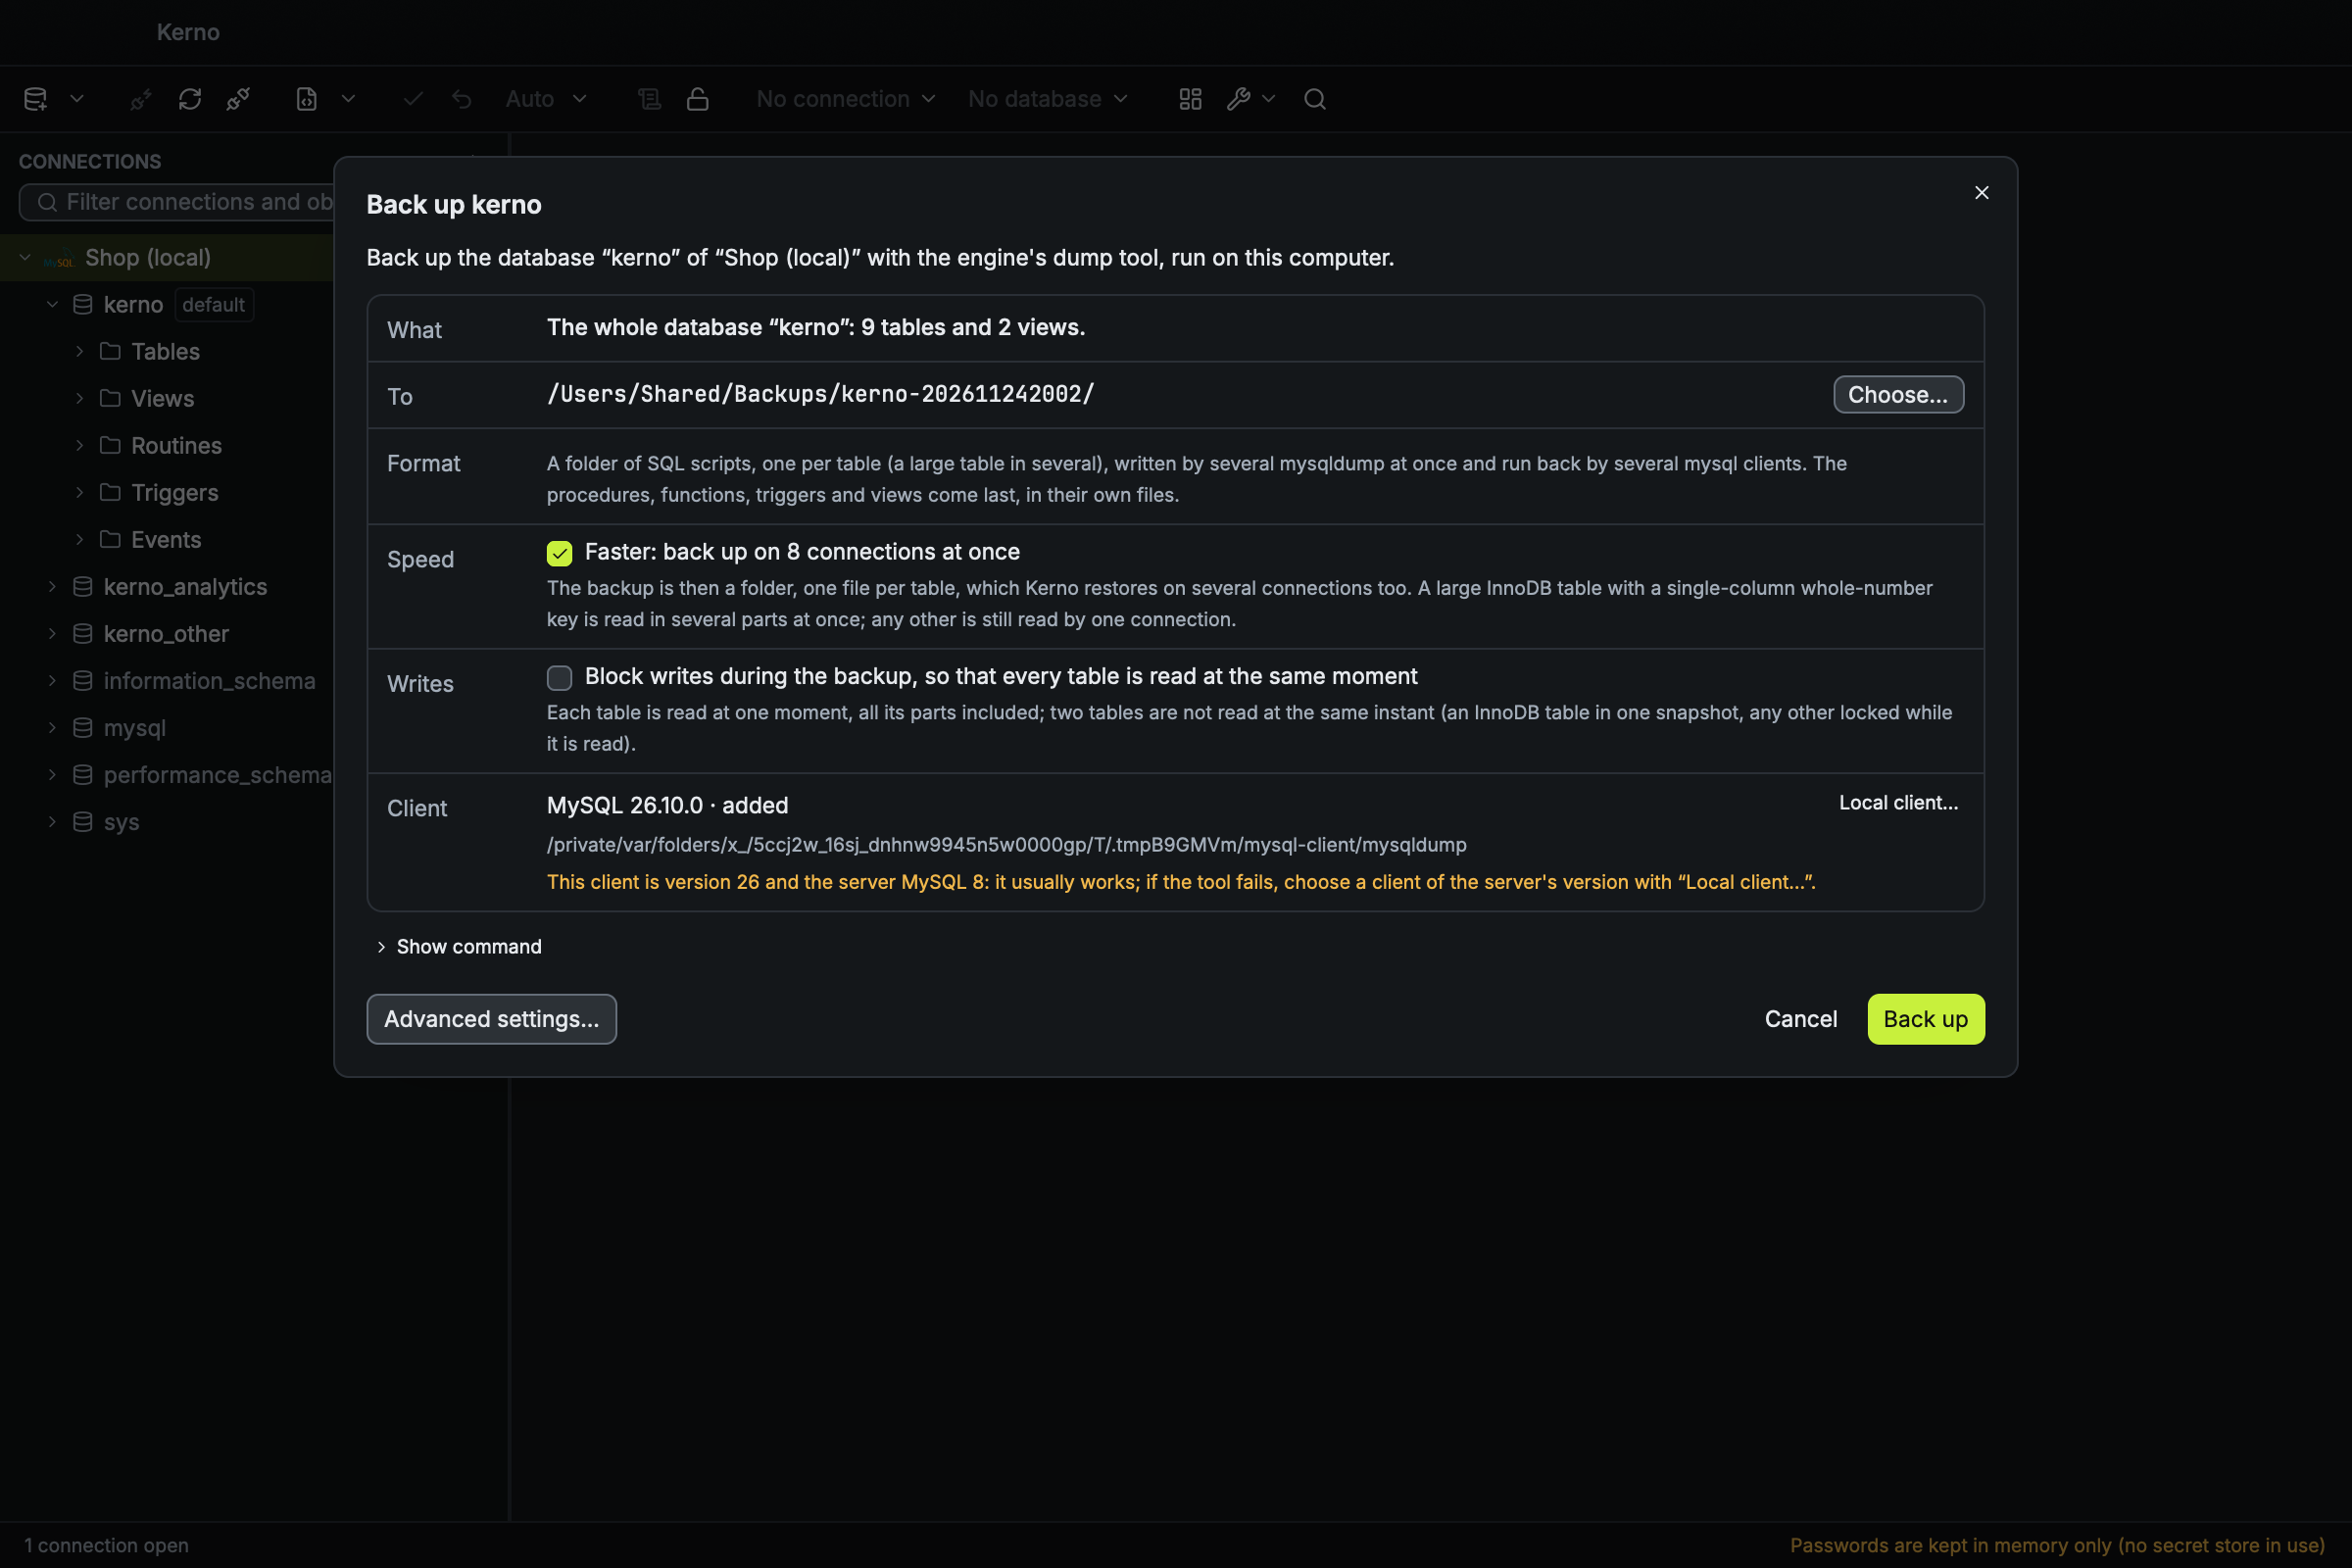 Kerno
Auto
No connection
No database
CONNECTIONS
Filter connections and ob
MySQL Shop (local)
kerno default
Tables
Views
Routines
Triggers
Events
kerno_analytics
kerno_other
information_schema
mysql
performance_schema
sys
Back up kerno
Back up the database “kerno” of “Shop (local)” with the engine's dump tool, run on this computer.
What
The whole database “kerno”: 9 tables and 2 views.
To
/Users/Shared/Backups/kerno-202611242002/
Choose...
Format
A folder of SQL scripts, one per table (a large table in several), written by several mysqldump at once and run back by several mysql clients. The
procedures, functions, triggers and views come last, in their own files.
Speed
Faster: back up on 8 connections at once
The backup is then a folder, one file per table, which Kerno restores on several connections too. A large InnoDB table with a single-column whole-number
key is read in several parts at once; any other is still read by one connection.
Writes
Block writes during the backup, so that every table is read at the same moment
Each table is read at one moment, all its parts included; two tables are not read at the same instant (an InnoDB table in one snapshot, any other locked while
it is read).
Client
MySQL 26.10.0 · added
Local client...
/private/var/folders/x_/5ccj2w_16sj_dnhnw9945n5w0000gp/T/.tmpB9GMVm/mysql-client/mysqldump
This client is version 26 and the server MySQL 8: it usually works; if the tool fails, choose a client of the server's version with “Local client...”.
Show command
Advanced settings...
Cancel
Back up
1 connection open
Passwords are kept in memory only (no secret store in use)